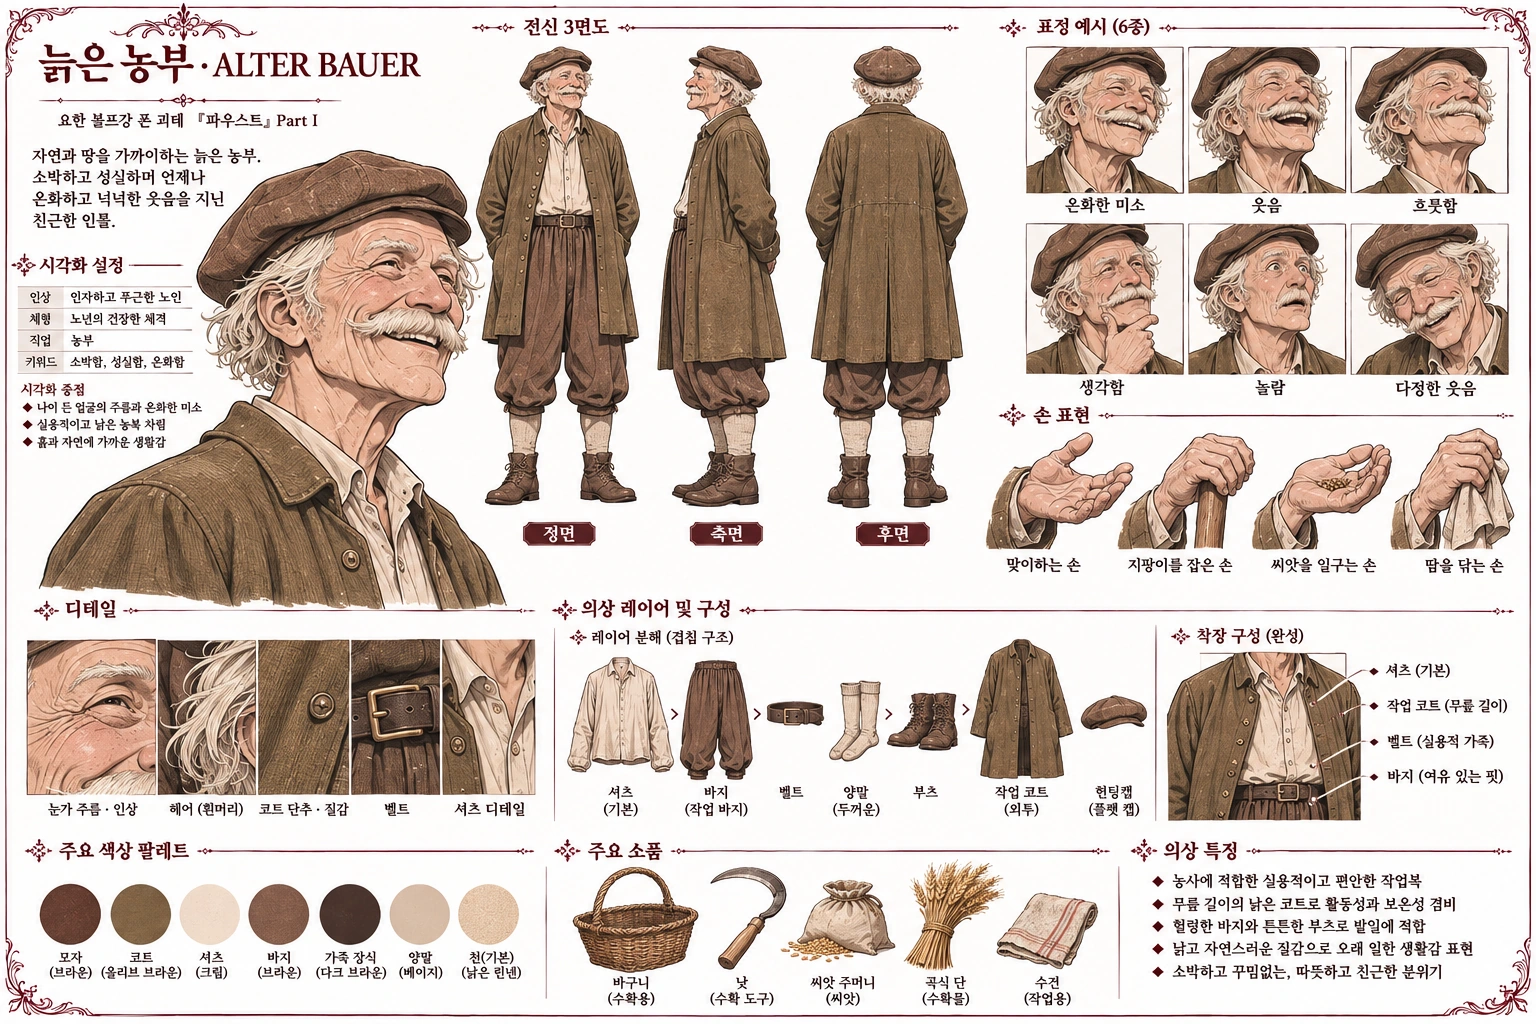 늙은 농부 · ALTER BAUER
요한 볼프강 폰 괴테 『파우스트』 Part I
자연과 땅을 가까이하는 늙은 농부.
소박하고 성실하며 언제나
온화하고 넉넉한 웃음을 지닌
친근한 인물.
시각화 설정
인상 인자하고 푸근한 노인
체형 노년의 건장한 체격
직업 농부
키워드 소박함, 성실함, 온화함
시각화 중점
◆ 나이 든 얼굴의 주름과 온화한 미소
◆ 실용적이고 낡은 농복 차림
◆ 흙과 자연에 가까운 생활감
전신 3면도
정면
측면
후면
표정 예시 (6종)
온화한 미소
웃음
흐뭇함
생각함
놀람
다정한 웃음
손 표현
맞이하는 손
지팡이를 잡은 손
씨앗을 일구는 손
땀을 닦는 손
디테일
눈가 주름 · 인상
헤어 (흰머리)
코트 단추 · 질감
벨트
셔츠 디테일
의상 레이어 및 구성
레이어 분해 (겹침 구조)
셔츠
(기본)
바지
(작업 바지)
벨트
양말
(두꺼운)
부츠
작업 코트
(외투)
헌팅캡
(플랫 캡)
착장 구성 (완성)
셔츠 (기본)
작업 코트 (무릎 길이)
벨트 (실용적 가죽)
바지 (여유 있는 핏)
주요 색상 팔레트
모자
(브라운)
코트
(올리브 브라운)
셔츠
(크림)
바지
(브라운)
가죽 장식
(다크 브라운)
양말
(베이지)
천(기본)
(낡은 린넨)
주요 소품
바구니
(수확용)
낫
(수확 도구)
씨앗 주머니
(씨앗)
곡식 단
(수확물)
수건
(작업용)
의상 특징
◆ 농사에 적합한 실용적이고 편안한 작업복
◆ 무릎 길이의 낡은 코트로 활동성과 보온성 겸비
◆ 헐렁한 바지와 튼튼한 부츠로 밭일에 적합
◆ 낡고 자연스러운 질감으로 오래 일한 생활감 표현
◆ 소박하고 꾸밈없는, 따뜻하고 친근한 분위기